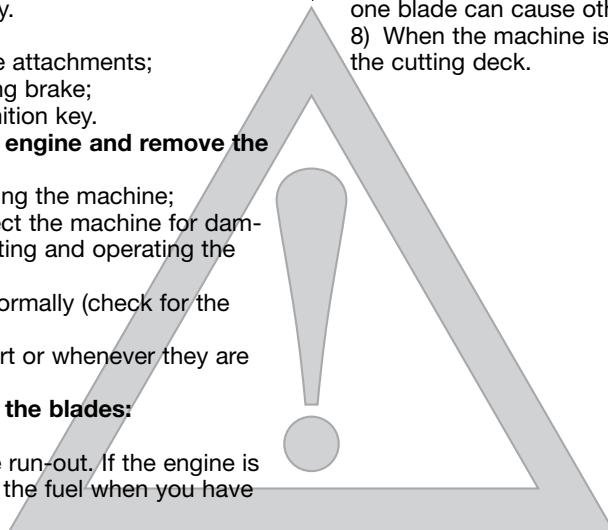 y.
e attachments;
ng brake;
nition key.
engine and remove the
ng the machine;
ect the machine for dam-
ting and operating the
ormally (check for the
rt or whenever they are
the blades:
e run-out. If the engine is
the fuel when you have
one blade can cause oth
8) When the machine is
the cutting deck.